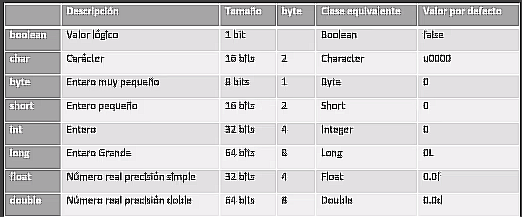 Descripción Tamaño byte Clase equivalente Valor por defecto
boolean Valor lógico 1 bit Boolean false
char Carácter 16 bits 2 Character u0000
byte Entero muy pequeño 8 bits 1 Byte 0
short Entero pequeño 16 bits 2 Short 0
int Entero 32 bits 4 Integer 0
long Entero Grande 64 bits 8 Long 0L
float Número real precisión simple 32 bits 4 Float 0.0f
double Número real precisión doble 64 bits 8 Double 0.0d